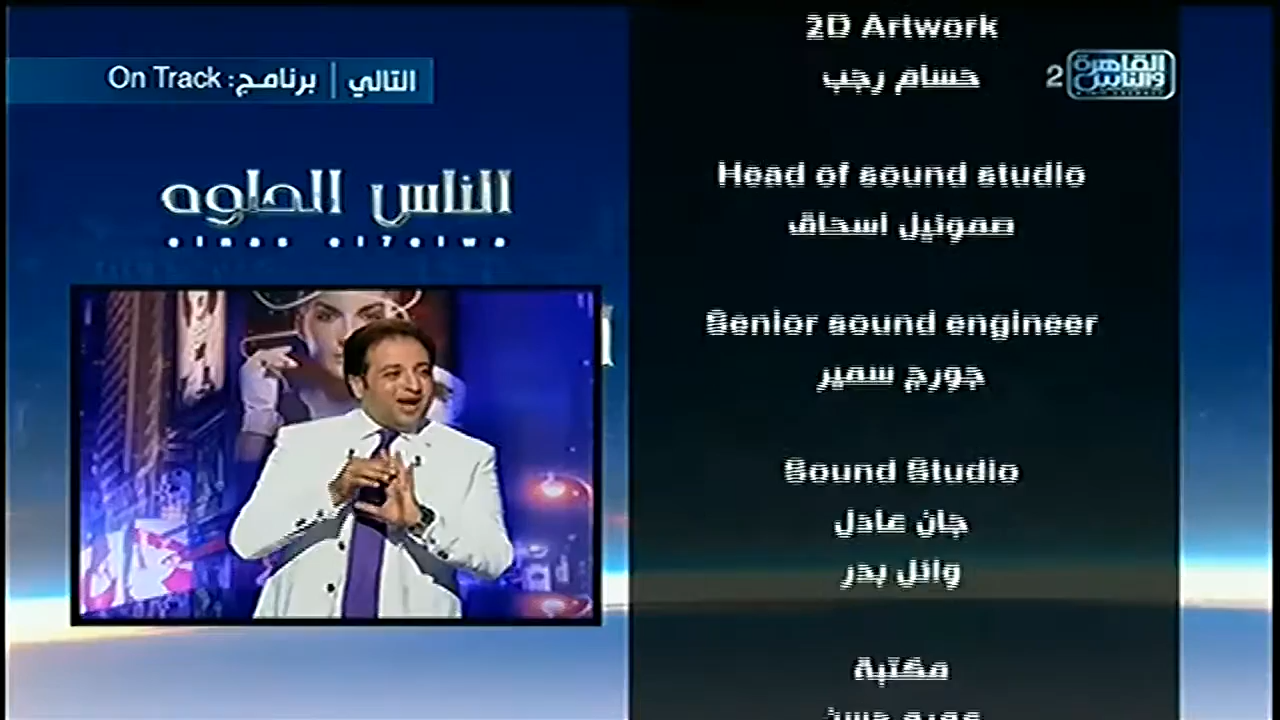 2D Artwork
حسام رجب
التالي | برنامج: On Track
القاهرة والناس 2
الناس الحلوه
elnas el7elwa
Head of sound studio
صموئيل اسحاق
Senior sound engineer
جورج سمير
Sound Studio
جان عادل
وائل بدر
مكتبة